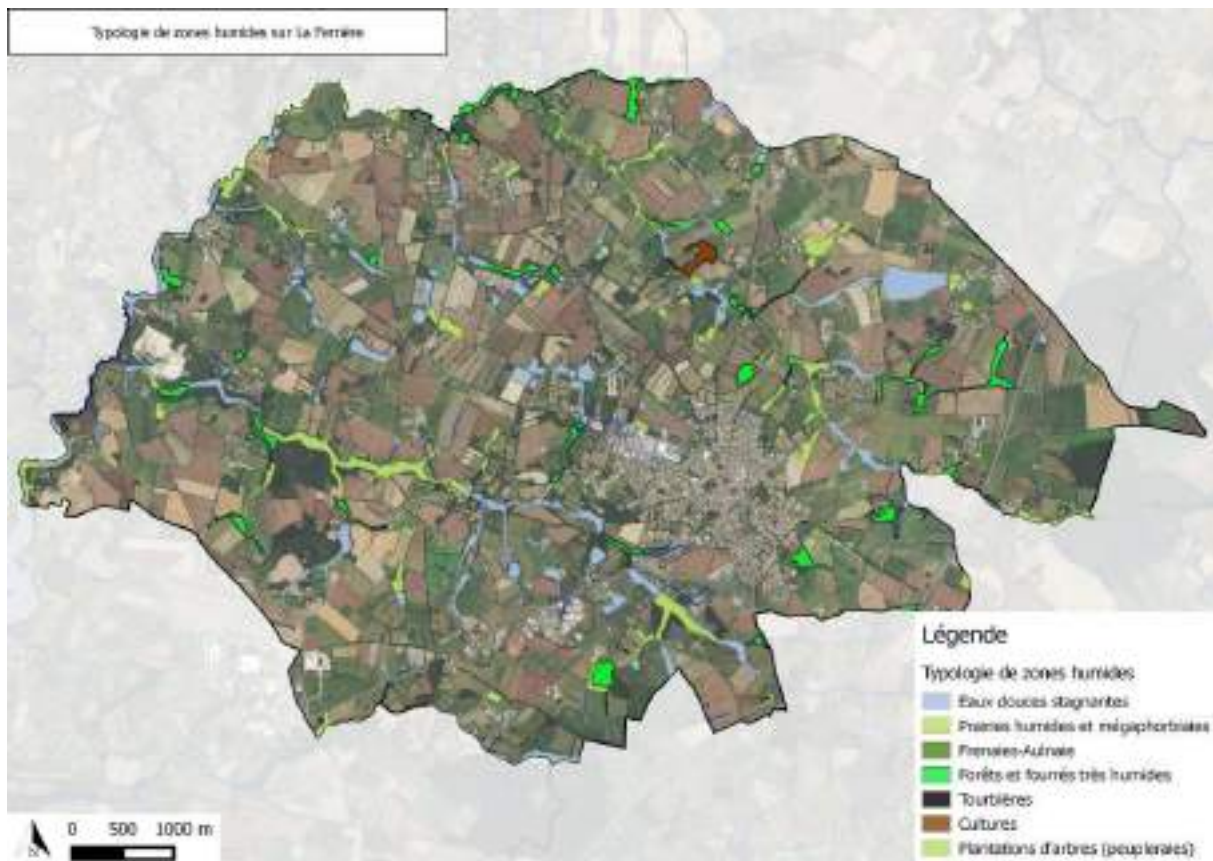 Typologie de zones humides sur La Ferrière
Légende
Typologie de zones humides
Eaux douces stagnantes
Prairies humides et mégaphorbiaies
Frenaies-Aulnaie
Forêts et fourrés très humides
Tourbières
Cultures
Plantations d'arbres (peupleraies)
0 500 1000 m